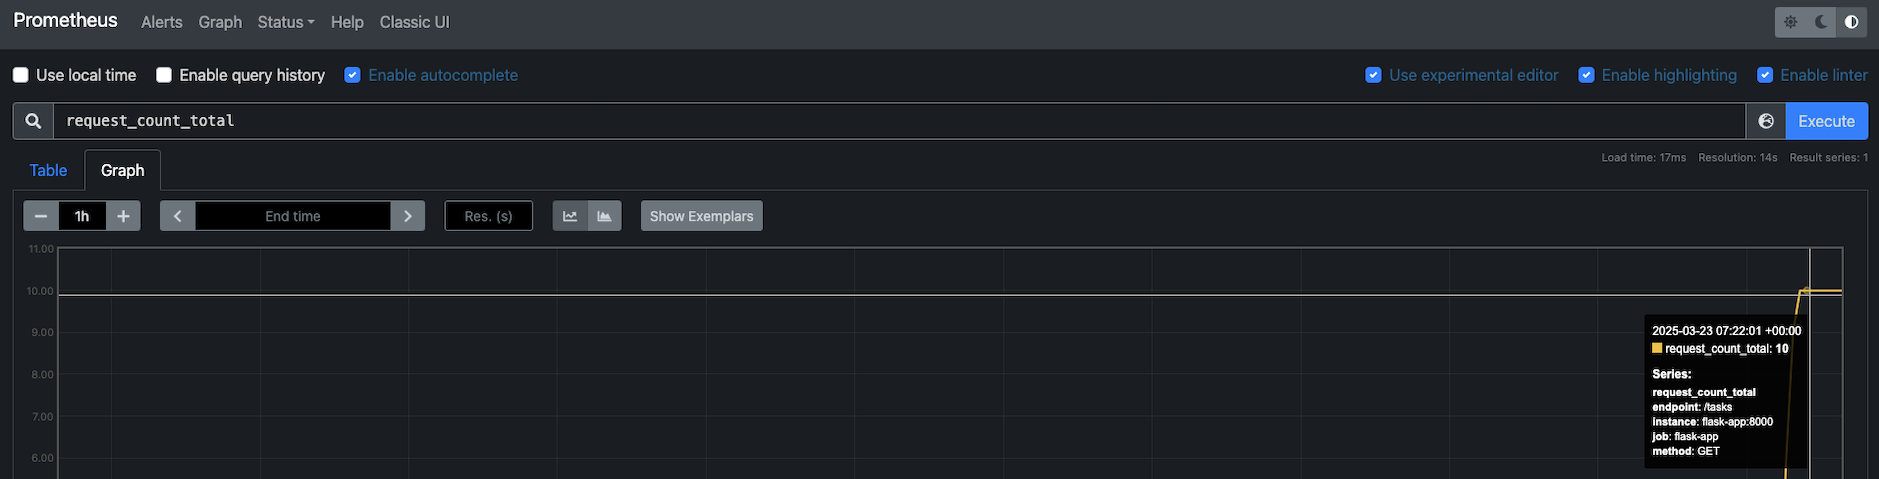 Prometheus Alerts Graph Status Help Classic UI
Use local time Enable query history Enable autocomplete Use experimental editor Enable highlighting Enable linter
request_count_total Execute
Load time: 17ms Resolution: 14s Result series: 1
Table Graph
− 1h + End time Res. (s) Show Exemplars
11.00
10.00
9.00
8.00
7.00
6.00
2025-03-23 07:22:01 +00:00
request_count_total: 10
Series:
request_count_total
endpoint: /tasks
instance: flask-app:8000
job: flask-app
method: GET